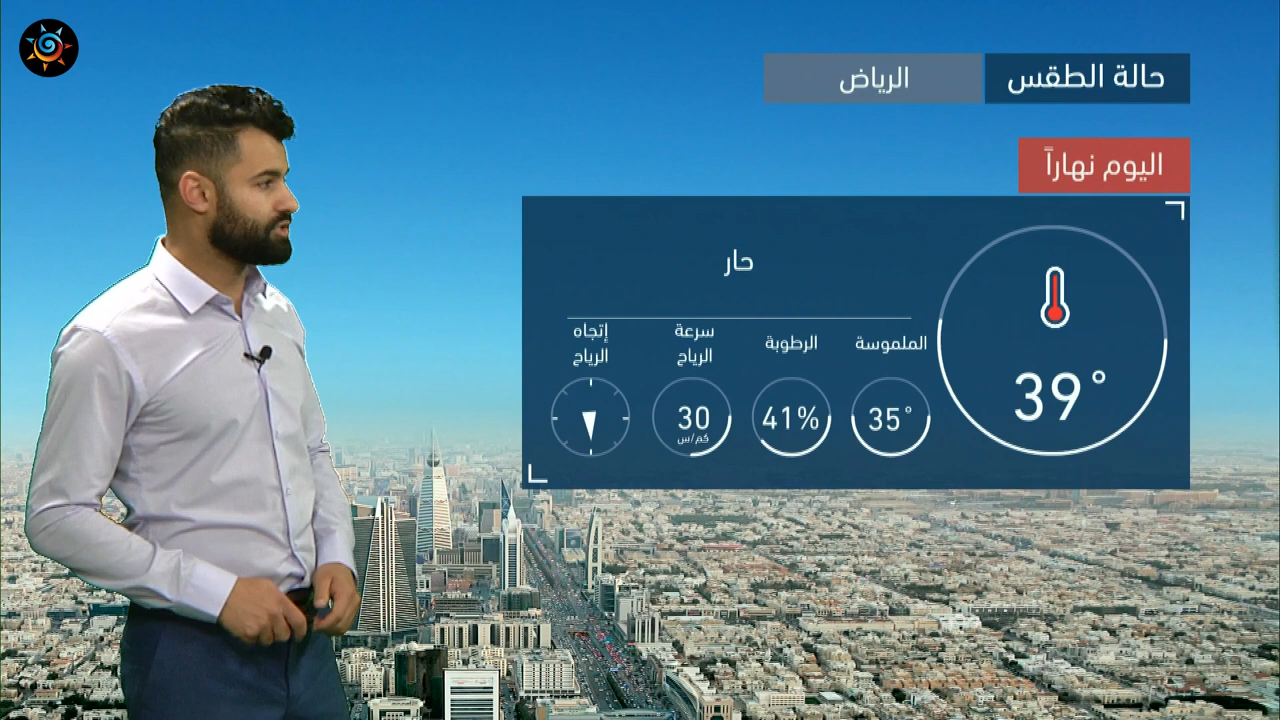 حالة الطقس
الرياض
اليوم نهاراً
39°
حار
الملموسة
35°
الرطوبة
41%
سرعة
الرياح
30
كم/س
إتجاه
الرياح